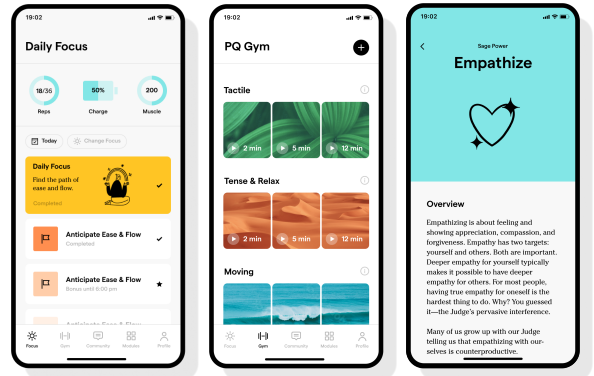 19:02
Daily Focus
18/36
50%
200
Reps
Charge
Muscle
Today
Change Focus
Daily Focus
Find the path of
ease and flow.
Completed
Anticipate Ease & Flow
Completed
Anticipate Ease & Flow
Bonus until 6:00 pm
Anticipate Ease & Flow
Focus
Gym
Community
Modules
Profile
19:02
PQ Gym
Tactile
2 min
5 min
12 min
Tense & Relax
2 min
5 min
12 min
Moving
Focus
Gym
Community
Modules
Profile
19:02
Sage Power
Empathize
Overview
Empathizing is about feeling and
showing appreciation, compassion, and
forgiveness. Empathy has two targets:
yourself and others. Both are important.
Deeper empathy for yourself typically
makes it possible to have deeper
empathy for others. For most people,
having true empathy for oneself is the
hardest thing to do. Why? You guessed
it—the Judge's pervasive interference.
Many of us grow up with our Judge
telling us that empathizing with our-
selves is counterproductive.